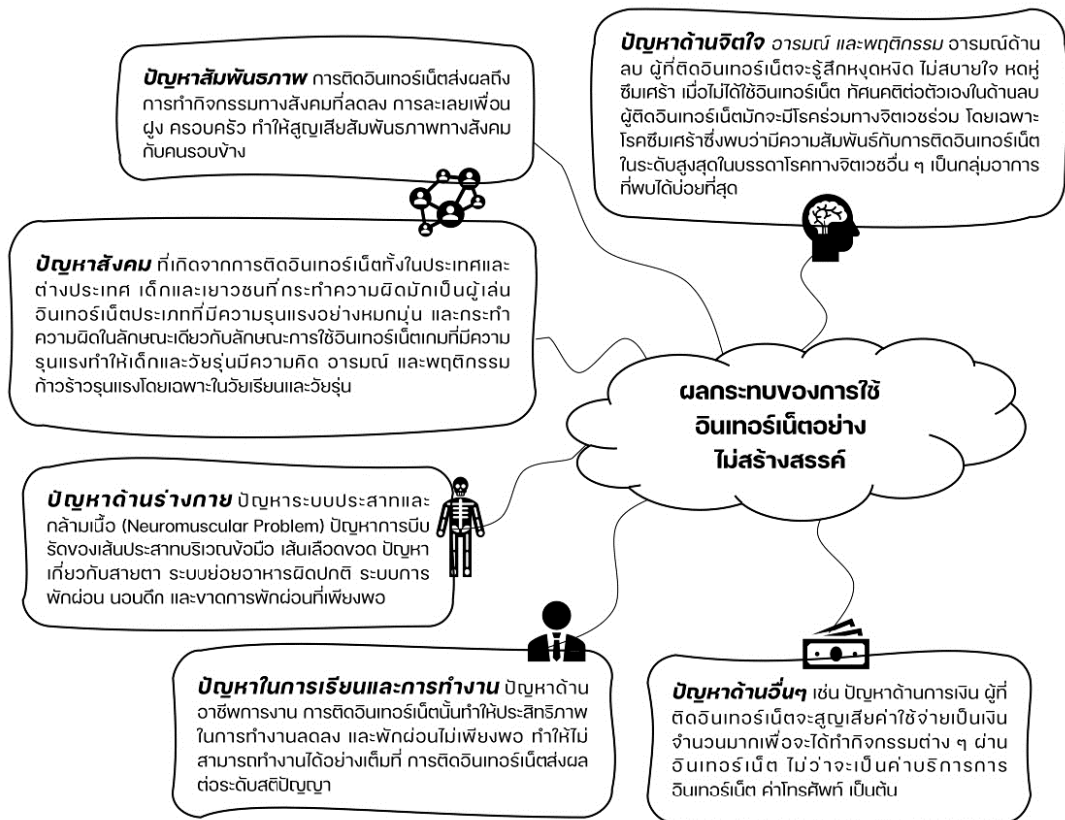 ปัญหาสัมพันธภาพ การติดอินเทอร์เน็ตส่งผลถึง
การทำกิจกรรมทางสังคมที่ลดลง การละเลยเพื่อน
ฝูง ครอบครัว ทำให้สูญเสียสัมพันธภาพทางสังคม
กับคนรอบข้าง
ปัญหาด้านจิตใจ อารมณ์ และพฤติกรรม อารมณ์ด้าน
ลบ ผู้ที่ติดอินเทอร์เน็ตจะรู้สึกหงุดหงิด ไม่สบายใจ หดหู่
ซึมเศร้า เมื่อไม่ได้ใช้อินเทอร์เน็ต ทัศนคติต่อตัวเองในด้านลบ
ผู้ติดอินเทอร์เน็ตมักจะมีโรคร่วมทางจิตเวชร่วม โดยเฉพาะ
โรคซึมเศร้าซึ่งพบว่ามีความสัมพันธ์กับการติดอินเทอร์เน็ต
ในระดับสูงสุดในบรรดาโรคทางจิตเวชอื่น ๆ เป็นกลุ่มอาการ
ที่พบได้บ่อยที่สุด
ปัญหาสังคม ที่เกิดจากการติดอินเทอร์เน็ตทั้งในประเทศและ
ต่างประเทศ เด็กและเยาวชนที่กระทำความผิดมักเป็นผู้เล่น
อินเทอร์เน็ตประเภทที่มีความรุนแรงอย่างหมกมุ่น และกระทำ
ความผิดในลักษณะเดียวกับลักษณะการใช้อินเทอร์เน็ตเกมที่มีความ
รุนแรงทำให้เด็กและวัยรุ่นมีความคิด อารมณ์ และพฤติกรรม
ก้าวร้าวรุนแรงโดยเฉพาะในวัยเรียนและวัยรุ่น
ผลกระทบของการใช้
อินเทอร์เน็ตอย่าง
ไม่สร้างสรรค์
ปัญหาด้านร่างกาย ปัญหาระบบประสาทและ
กล้ามเนื้อ (Neuromuscular Problem) ปัญหาการบีบ
รัดของเส้นประสาทบริเวณข้อมือ เส้นเลือดขอด ปัญหา
เกี่ยวกับสายตา ระบบย่อยอาหารผิดปกติ ระบบการ
พักผ่อน นอนดึก และขาดการพักผ่อนที่เพียงพอ
ปัญหาในการเรียนและการทำงาน ปัญหาด้าน
อาชีพการงาน การติดอินเทอร์เน็ตนั้นทำให้ประสิทธิภาพ
ในการทำงานลดลง และพักผ่อนไม่เพียงพอ ทำให้ไม่
สามารถทำงานได้อย่างเต็มที่ การติดอินเทอร์เน็ตส่งผล
ต่อระดับสติปัญญา
ปัญหาด้านอื่นๆ เช่น ปัญหาด้านการเงิน ผู้ที่
ติดอินเทอร์เน็ตจะสูญเสียค่าใช้จ่ายเป็นเงิน
จำนวนมากเพื่อจะได้ทำกิจกรรมต่าง ๆ ผ่าน
อินเทอร์เน็ต ไม่ว่าจะเป็นค่าบริการการ
อินเทอร์เน็ต ค่าโทรศัพท์ เป็นต้น